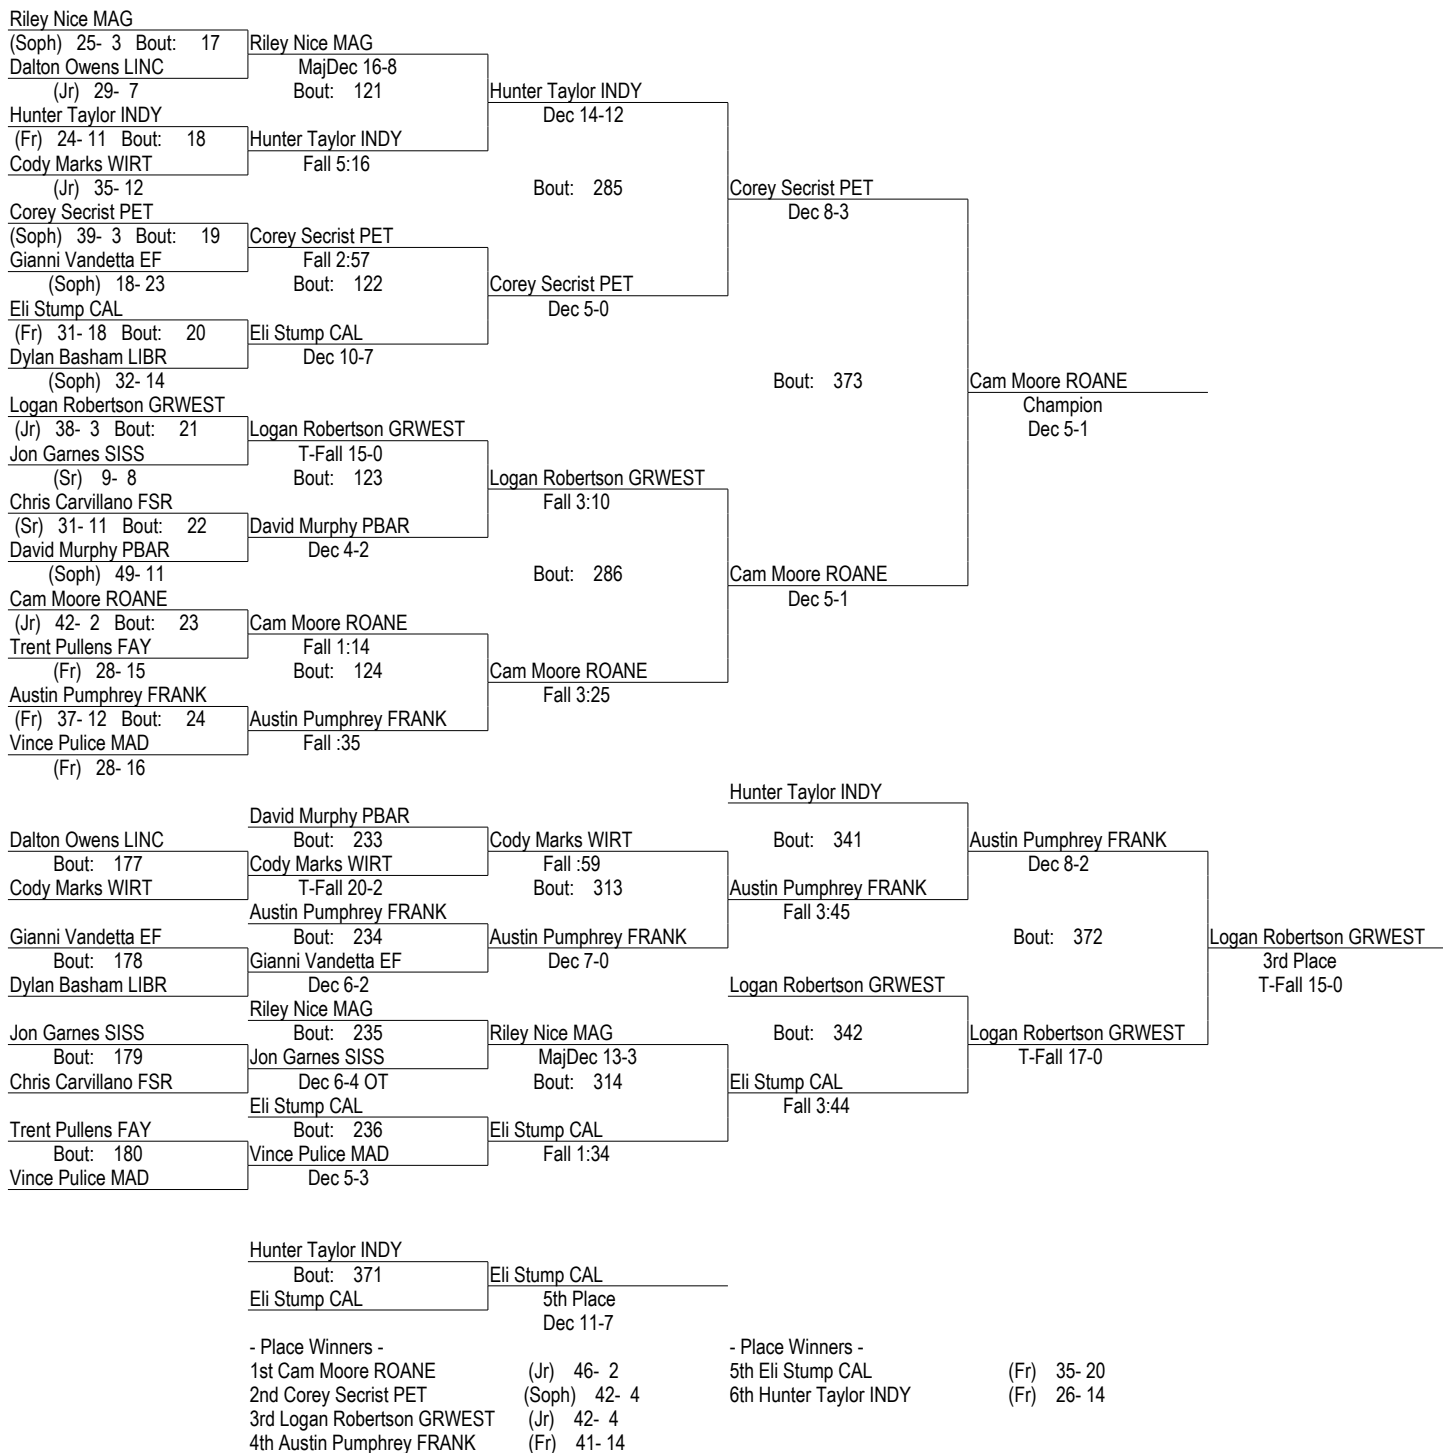 Riley Nice MAG
(Soph) 25- 3 Bout: 17 Riley Nice MAG
Dalton Owens LINC MajDec 16-8
(Jr) 29- 7 Bout: 121 Hunter Taylor INDY
Hunter Taylor INDY Dec 14-12
(Fr) 24- 11 Bout: 18 Hunter Taylor INDY
Cody Marks WIRT Fall 5:16
(Jr) 35- 12 Bout: 285 Corey Secrist PET
Corey Secrist PET Dec 8-3
(Soph) 39- 3 Bout: 19 Corey Secrist PET
Gianni Vandetta EF Fall 2:57
(Soph) 18- 23 Bout: 122 Corey Secrist PET
Eli Stump CAL Dec 5-0
(Fr) 31- 18 Bout: 20 Eli Stump CAL
Dylan Basham LIBR Dec 10-7
(Soph) 32- 14 Bout: 373 Cam Moore ROANE
Logan Robertson GRWEST Champion
(Jr) 38- 3 Bout: 21 Logan Robertson GRWEST Dec 5-1
Jon Garnes SISS T-Fall 15-0
(Sr) 9- 8 Bout: 123 Logan Robertson GRWEST
Chris Carvillano FSR Fall 3:10
(Sr) 31- 11 Bout: 22 David Murphy PBAR
David Murphy PBAR Dec 4-2
(Soph) 49- 11 Bout: 286 Cam Moore ROANE
Cam Moore ROANE Dec 5-1
(Jr) 42- 2 Bout: 23 Cam Moore ROANE
Trent Pullens FAY Fall 1:14
(Fr) 28- 15 Bout: 124 Cam Moore ROANE
Austin Pumphrey FRANK Fall 3:25
(Fr) 37- 12 Bout: 24 Austin Pumphrey FRANK
Vince Pulice MAD Fall :35
(Fr) 28- 16
Hunter Taylor INDY
David Murphy PBAR
Dalton Owens LINC Bout: 233 Cody Marks WIRT Bout: 341 Austin Pumphrey FRANK
Bout: 177 Cody Marks WIRT Fall :59 Dec 8-2
Cody Marks WIRT T-Fall 20-2 Bout: 313 Austin Pumphrey FRANK
Austin Pumphrey FRANK Fall 3:45
Gianni Vandetta EF Bout: 234 Austin Pumphrey FRANK Bout: 372 Logan Robertson GRWEST
Bout: 178 Gianni Vandetta EF Dec 7-0 3rd Place
Dylan Basham LIBR Dec 6-2 Logan Robertson GRWEST T-Fall 15-0
Riley Nice MAG
Jon Garnes SISS Bout: 235 Riley Nice MAG Bout: 342 Logan Robertson GRWEST
Bout: 179 Jon Garnes SISS MajDec 13-3 T-Fall 17-0
Chris Carvillano FSR Dec 6-4 OT Bout: 314 Eli Stump CAL
Eli Stump CAL Fall 3:44
Trent Pullens FAY Bout: 236 Eli Stump CAL
Bout: 180 Vince Pulice MAD Fall 1:34
Vince Pulice MAD Dec 5-3
Hunter Taylor INDY
Bout: 371 Eli Stump CAL
Eli Stump CAL 5th Place
Dec 11-7
- Place Winners - - Place Winners -
1st Cam Moore ROANE (Jr) 46- 2 5th Eli Stump CAL (Fr) 35- 20
2nd Corey Secrist PET (Soph) 42- 4 6th Hunter Taylor INDY (Fr) 26- 14
3rd Logan Robertson GRWEST (Jr) 42- 4
4th Austin Pumphrey FRANK (Fr) 41- 14